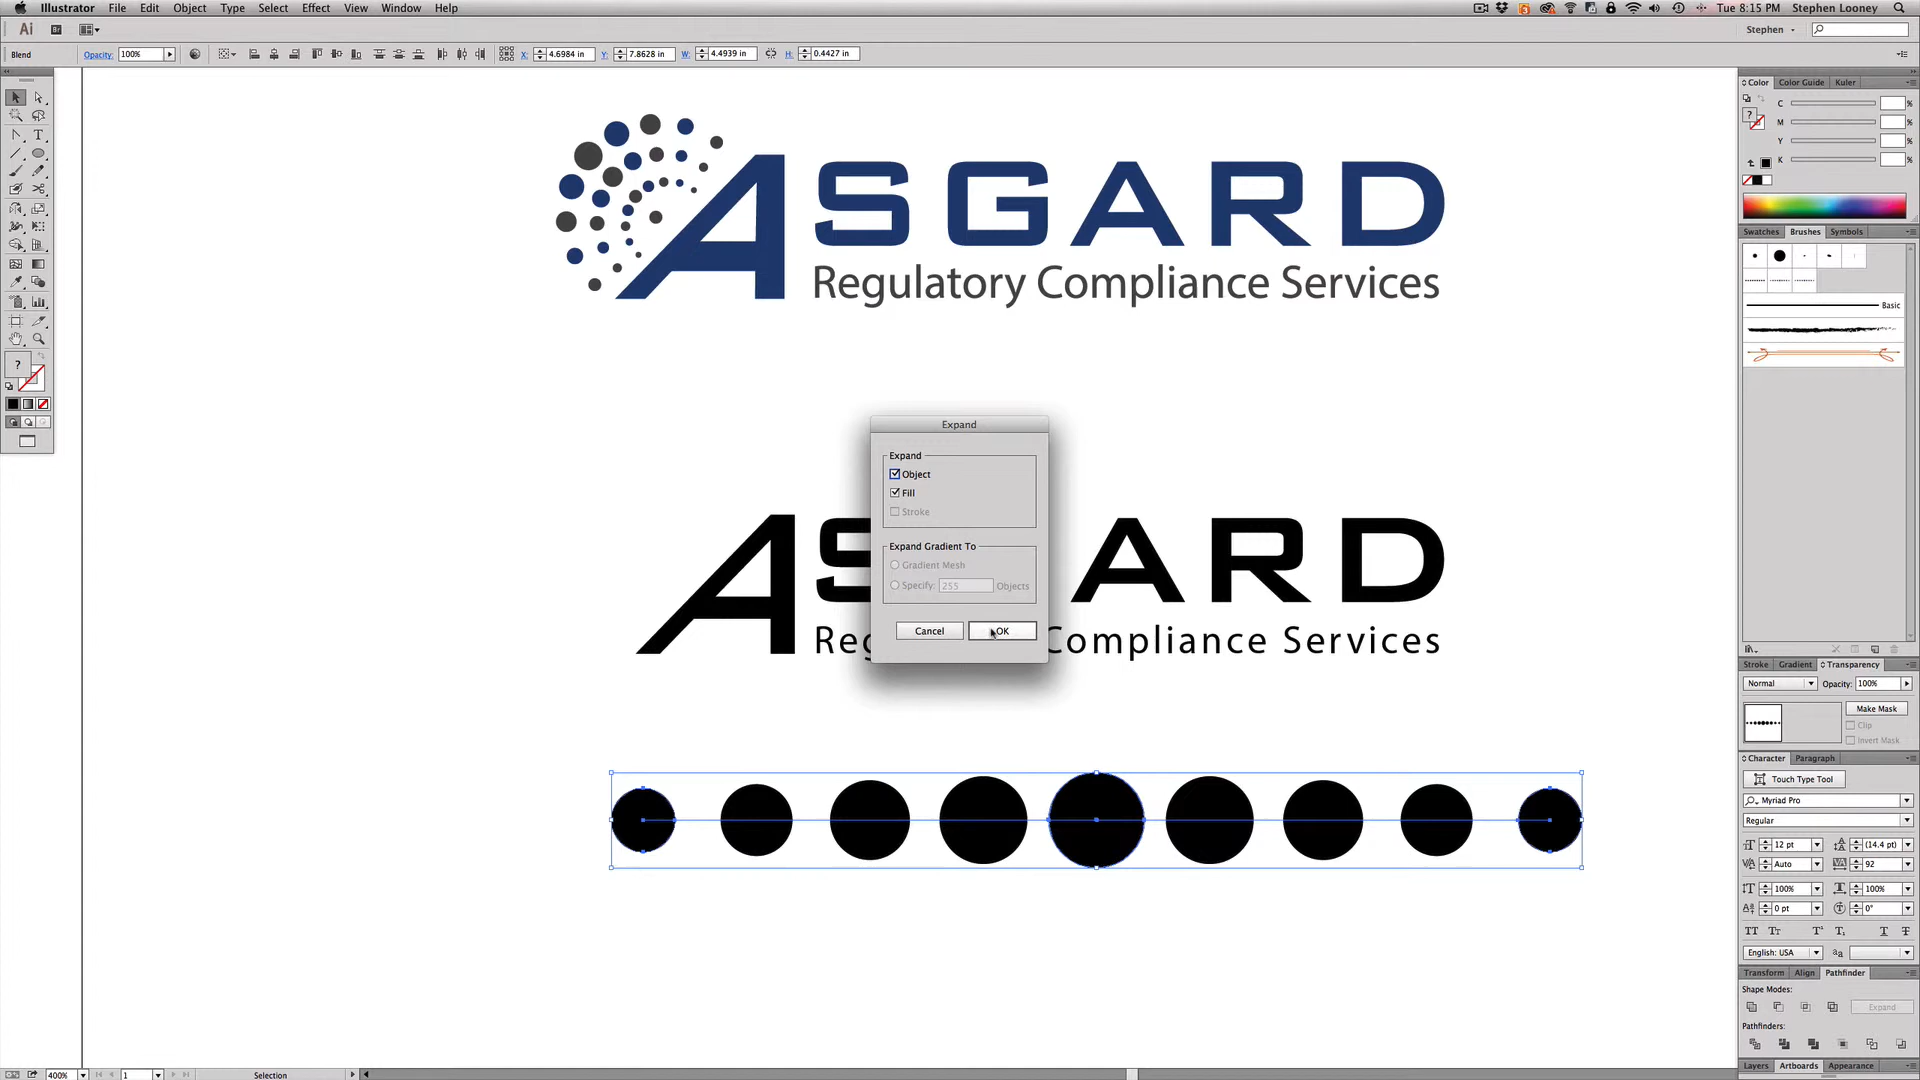 Illustrator File Edit Object Type Select Effect View Window Help
Tue 8:15 PM Stephen Looney
Ai Br Stephen
Blend Opacity: 100% X: 4.6984 in Y: 7.8628 in W: 4.4939 in H: 0.4427 in
Color Color Guide Kuler
C %
M %
Y %
K %
ASGARD
Regulatory Compliance Services
Swatches Brushes Symbols
Basic
Expand
Expand
Object
Fill
Stroke
Expand Gradient To
Gradient Mesh
Specify: 255 Objects
Cancel OK
AS ARD
Reg Compliance Services
Stroke Gradient Transparency
Normal Opacity: 100%
Make Mask
Clip
Invert Mask
Character Paragraph
Touch Type Tool
Myriad Pro
Regular
12 pt (14.4 pt)
Auto 92
100% 100%
0 pt 0°
English: USA
Transform Align Pathfinder
Shape Modes:
Expand
Pathfinders:
Layers Artboards Appearance
400% 1 Selection